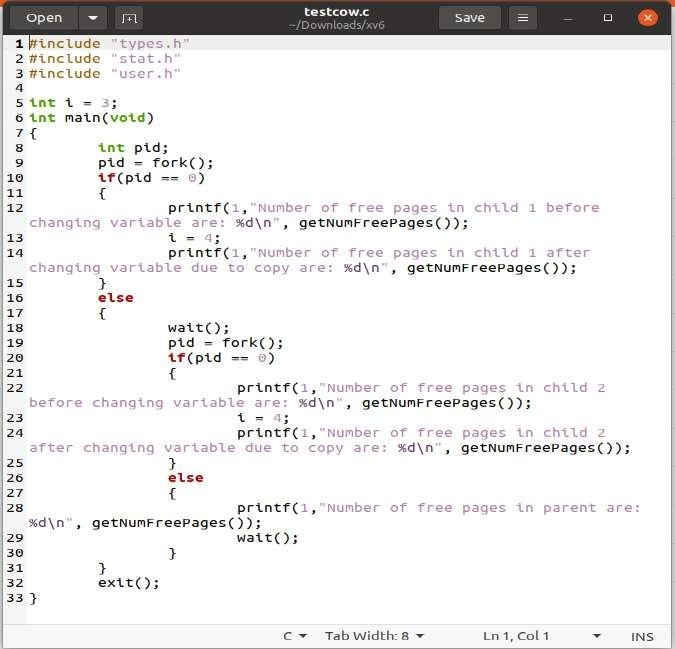 Open
testcow.c
~/Downloads/xv6
Save
1 #include "types.h"
2 #include "stat.h"
3 #include "user.h"
4
5 int i = 3;
6 int main(void)
7 {
8 int pid;
9 pid = fork();
10 if(pid == 0)
11 {
12 printf(1,"Number of free pages in child 1 before
changing variable are: %d\n", getNumFreePages());
13 i = 4;
14 printf(1,"Number of free pages in child 1 after
changing variable due to copy are: %d\n", getNumFreePages());
15 }
16 else
17 {
18 wait();
19 pid = fork();
20 if(pid == 0)
21 {
22 printf(1,"Number of free pages in child 2
before changing variable are: %d\n", getNumFreePages());
23 i = 4;
24 printf(1,"Number of free pages in child 2
after changing variable due to copy are: %d\n", getNumFreePages());
25 }
26 else
27 {
28 printf(1,"Number of free pages in parent are:
%d\n", getNumFreePages());
29 wait();
30 }
31 }
32 exit();
33 }
C Tab Width: 8 Ln 1, Col 1 INS